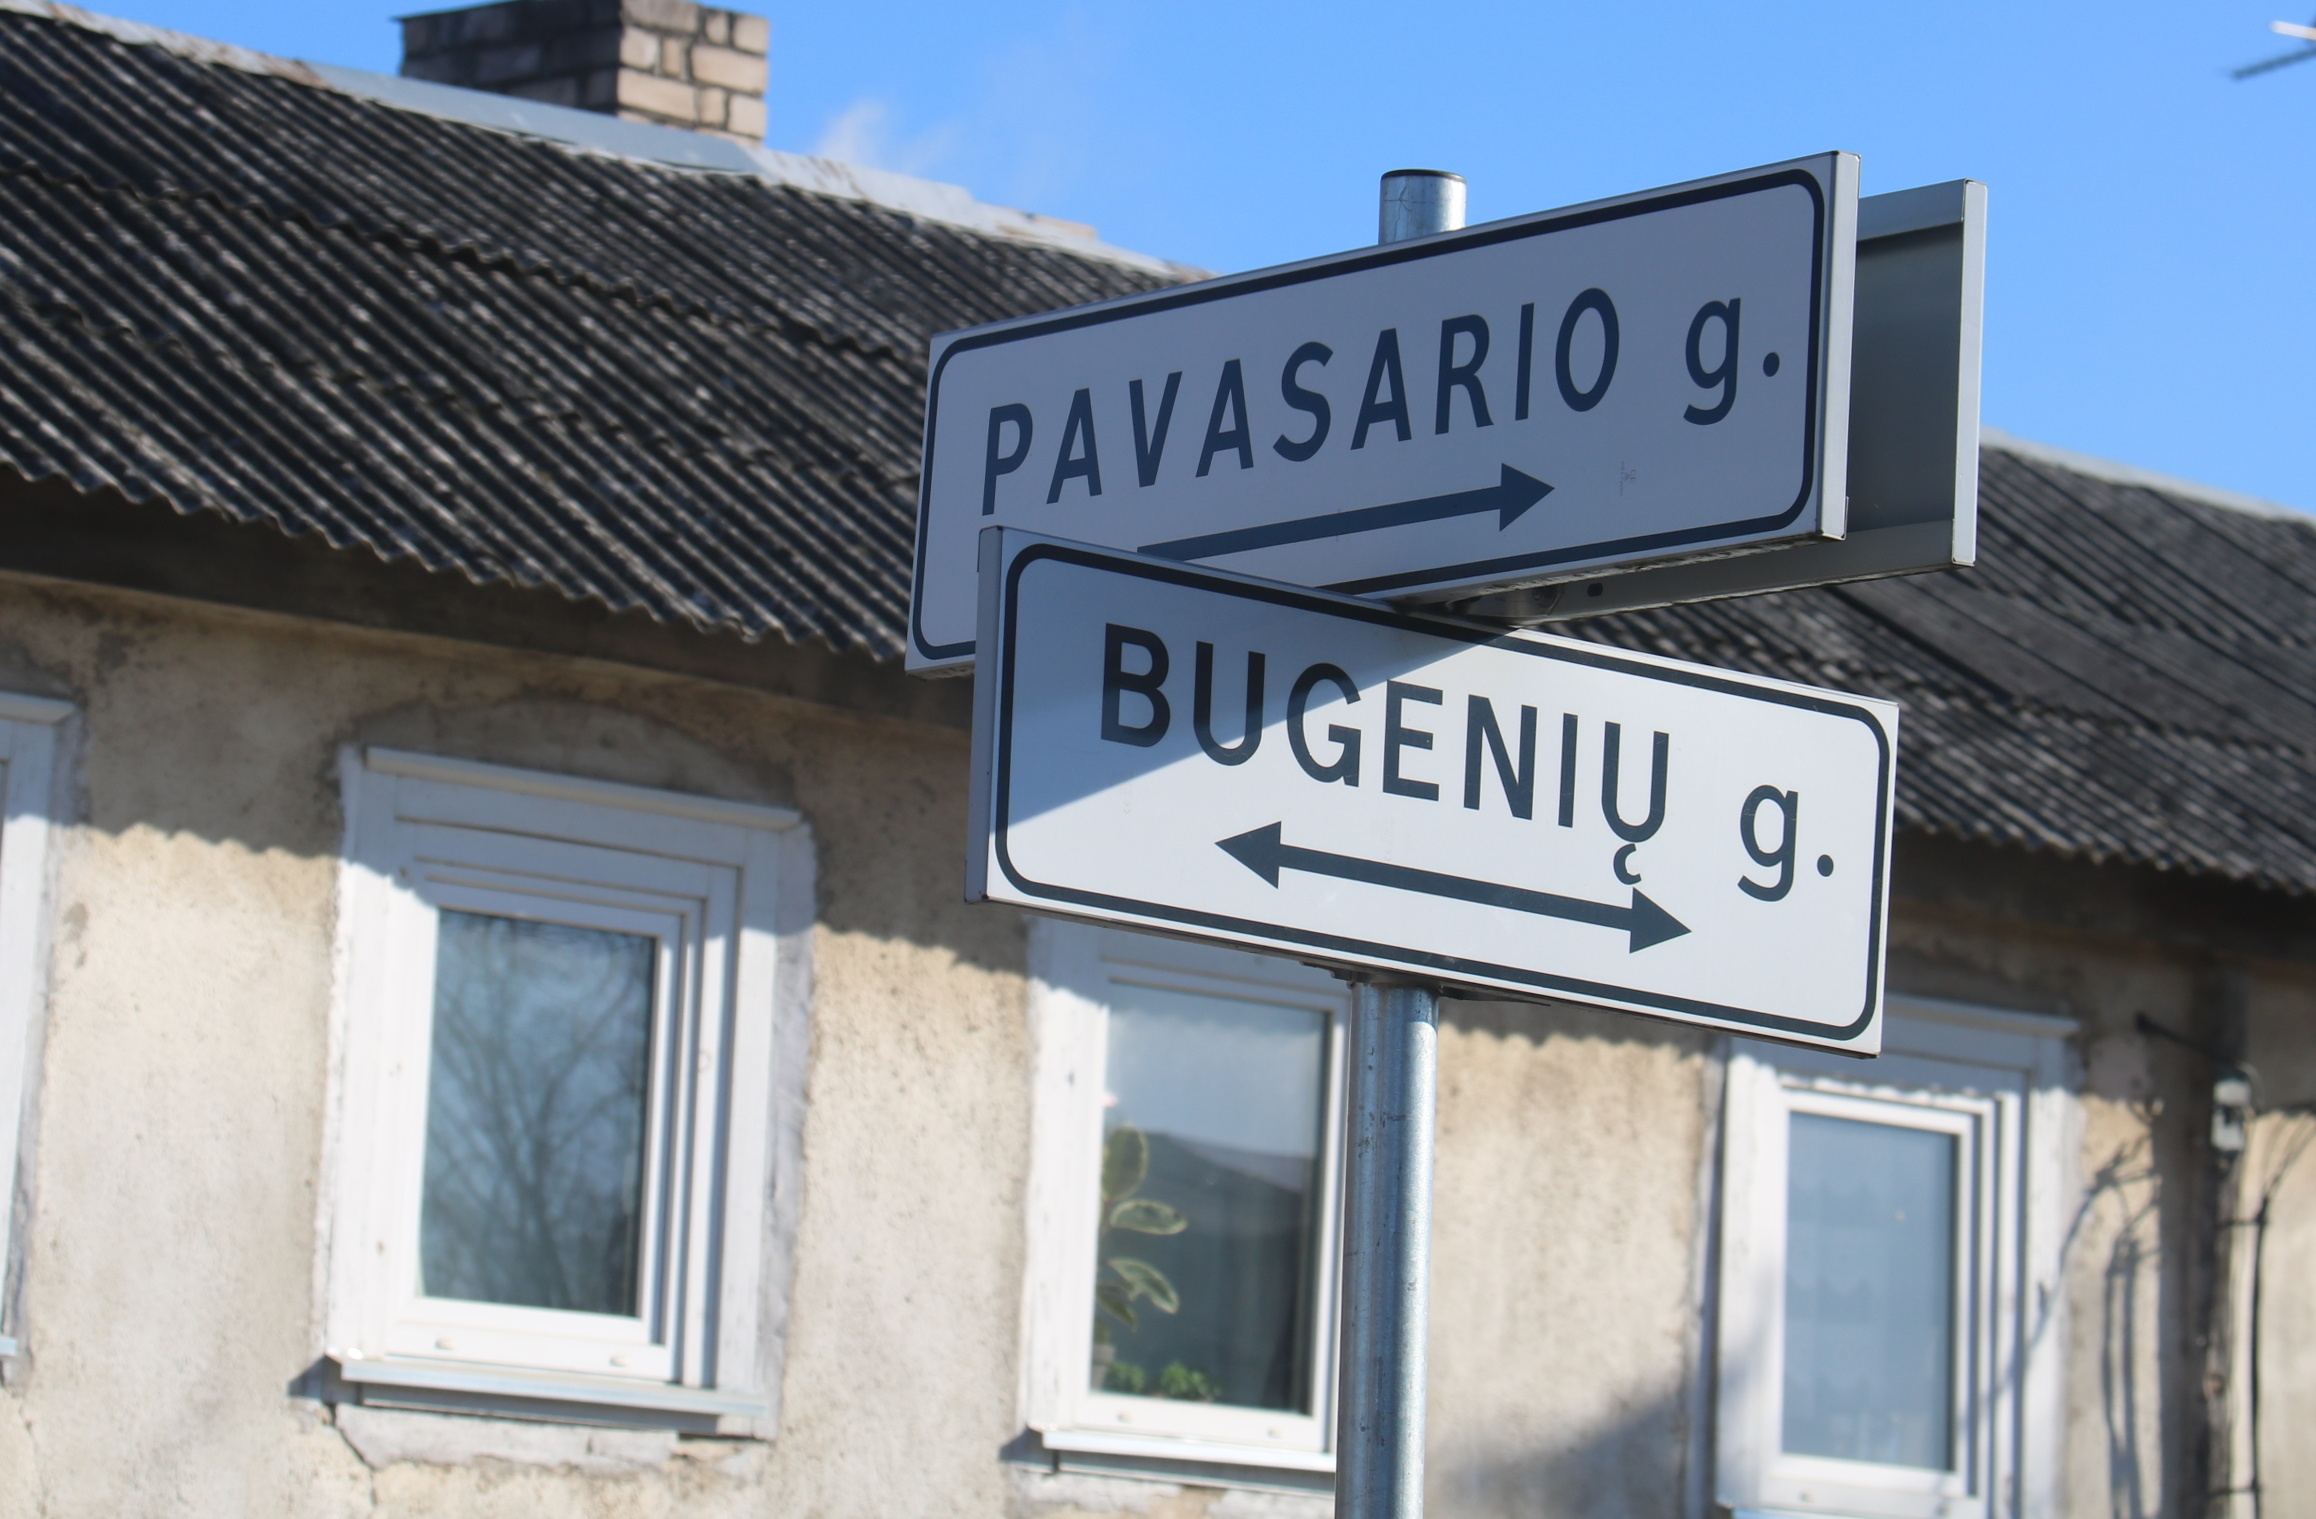 PAVASARIO g.
BUGENIŲ g.